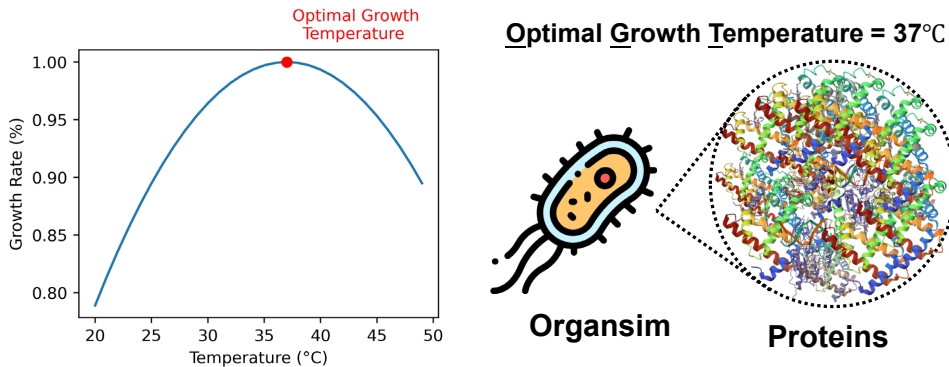 Optimal Growth
Temperature
Growth Rate (%)
1.00
0.95
0.90
0.85
0.80
20 25 30 35 40 45 50
Temperature (°C)
Optimal Growth Temperature = 37℃
Organsim
Proteins